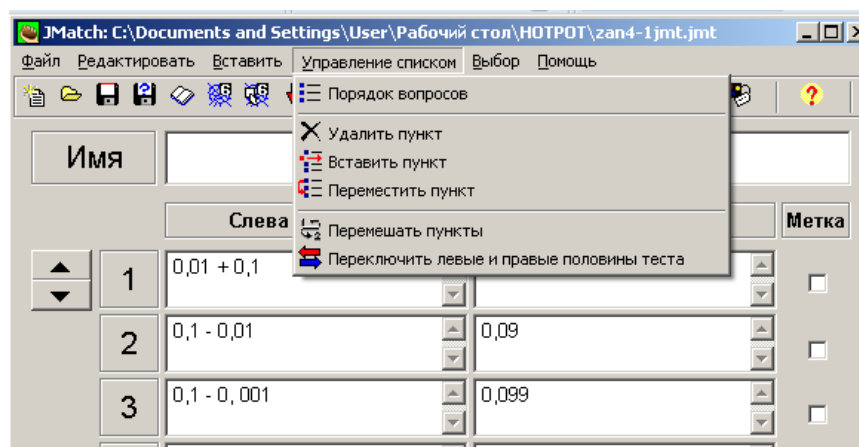 JMatch: C:\Documents and Settings\User\Рабочий стол\HOTPOT\zan4-1jmt.jmt
Файл Редактировать Вставить Управление списком Выбор Помощь
Порядок вопросов
Удалить пункт
Вставить пункт
Переместить пункт
Перемешать пункты
Переключить левые и правые половины теста
Имя
Слева
Метка
1 0,01 + 0,1
2 0,1 - 0,01 0,09
3 0,1 - 0, 001 0,099